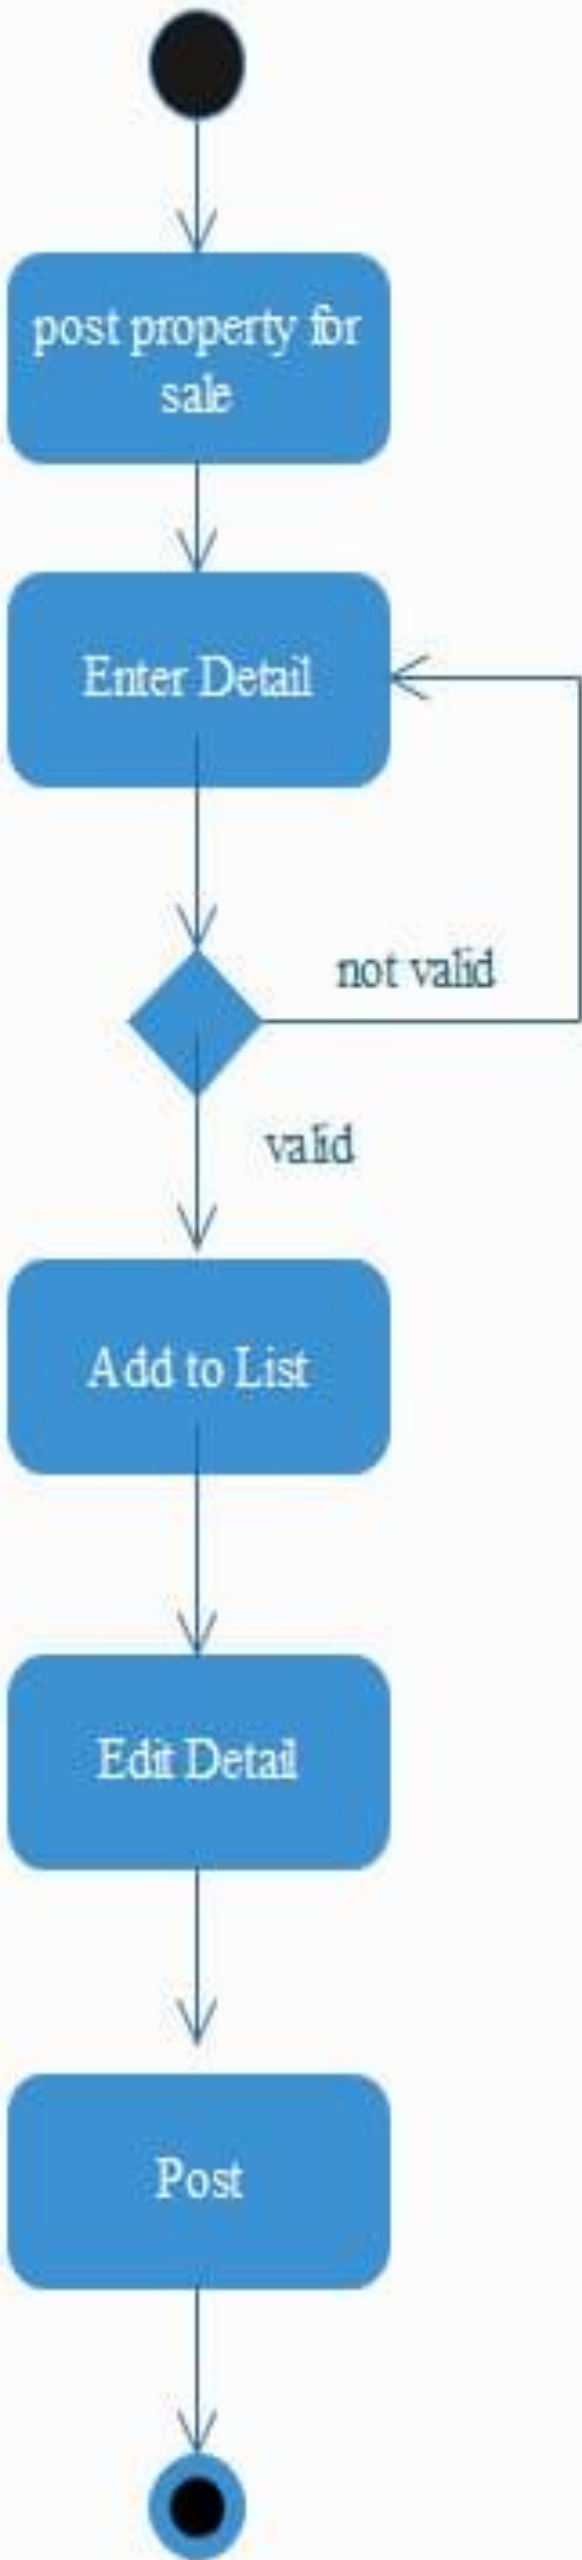 post property for
sale
Enter Detail
not valid
valid
Add to List
Edit Detail
Post